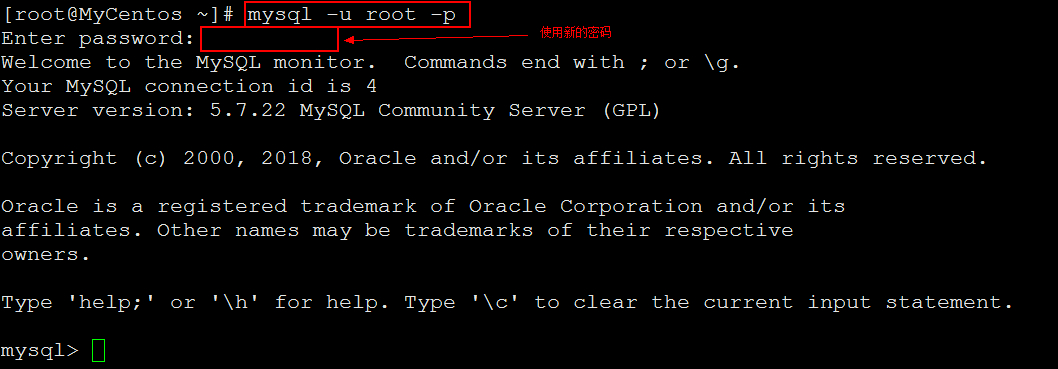 [root@MyCentos ~]# mysql -u root -p
Enter password: 使用新的密码
Welcome to the MySQL monitor.  Commands end with ; or \g.
Your MySQL connection id is 4
Server version: 5.7.22 MySQL Community Server (GPL)
Copyright (c) 2000, 2018, Oracle and/or its affiliates. All rights reserved.
Oracle is a registered trademark of Oracle Corporation and/or its
affiliates. Other names may be trademarks of their respective
owners.
Type 'help;' or '\h' for help. Type '\c' to clear the current input statement.
mysql>